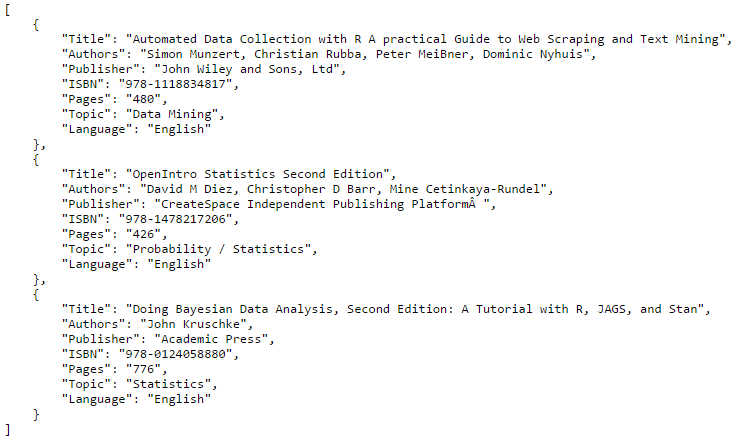 [
    {
        "Title": "Automated Data Collection with R A practical Guide to Web Scraping and Text Mining",
        "Authors": "Simon Munzert, Christian Rubba, Peter MeiBner, Dominic Nyhuis",
        "Publisher": "John Wiley and Sons, Ltd",
        "ISBN": "978-1118834817",
        "Pages": "480",
        "Topic": "Data Mining",
        "Language": "English"
    },
    {
        "Title": "OpenIntro Statistics Second Edition",
        "Authors": "David M Diez, Christopher D Barr, Mine Cetinkaya-Rundel",
        "Publisher": "CreateSpace Independent Publishing PlatformÂ ",
        "ISBN": "978-1478217206",
        "Pages": "426",
        "Topic": "Probability / Statistics",
        "Language": "English"
    },
    {
        "Title": "Doing Bayesian Data Analysis, Second Edition: A Tutorial with R, JAGS, and Stan",
        "Authors": "John Kruschke",
        "Publisher": "Academic Press",
        "ISBN": "978-0124058880",
        "Pages": "776",
        "Topic": "Statistics",
        "Language": "English"
    }
]